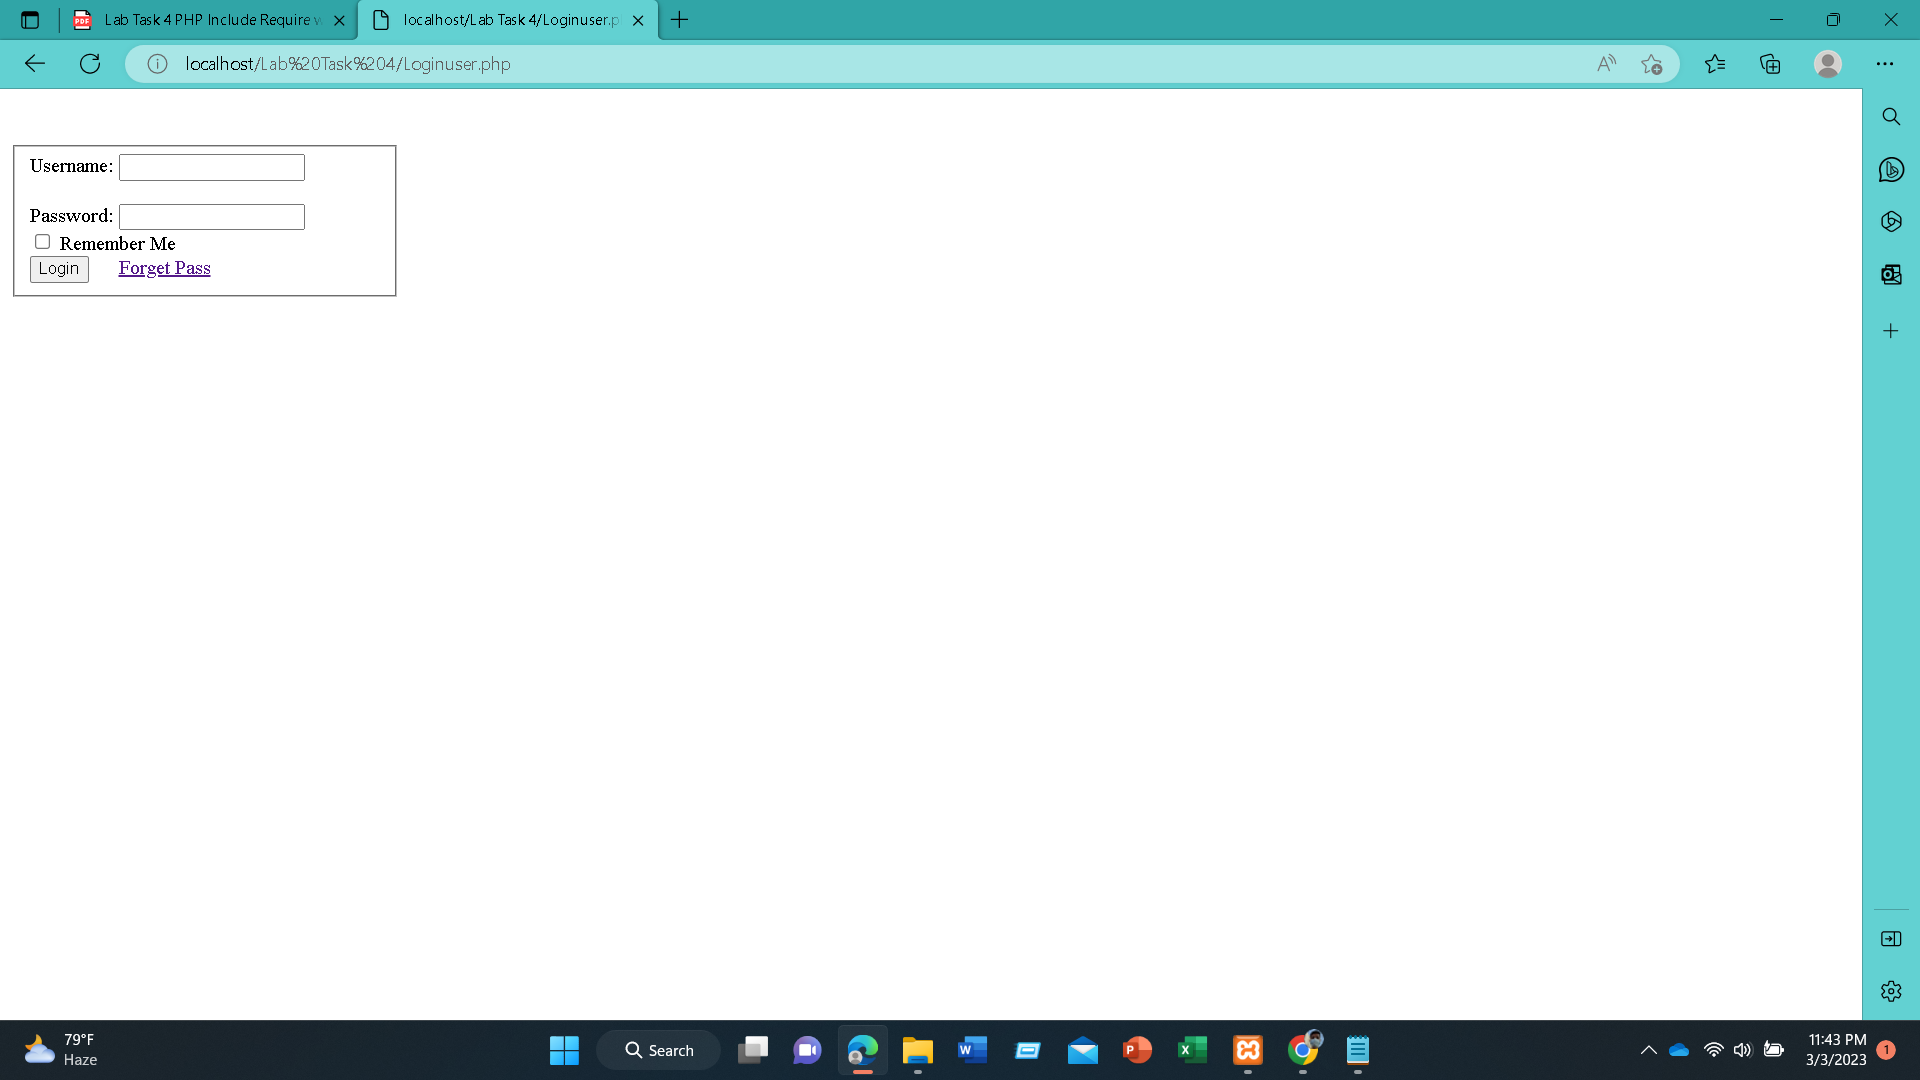 Lab Task 4 PHP Include Require w
localhost/Lab Task 4/Loginuser.p
localhost/Lab%20Task%204/Loginuser.php
Username:
Password:
Remember Me
Login Forget Pass
79°F
Haze
Search
11:43 PM
3/3/2023
1